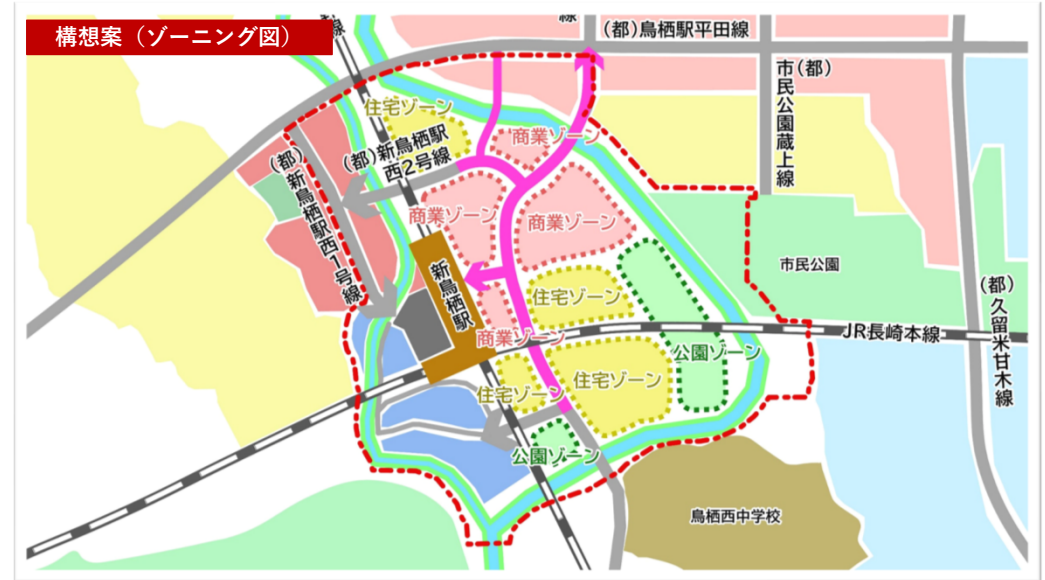 構想案（ゾーニング図）
線
線
(都)鳥栖駅平田線
(都)
市民公園蔵上線
住宅ゾーン
商業ゾーン
(都)新鳥栖駅
西2号線
(都)新鳥栖駅西1号線
商業ゾーン
商業ゾーン
市民公園
新鳥栖駅
住宅ゾーン
(都)久留米甘木線
JR長崎本線
商業ゾーン
公園ゾーン
住宅ゾーン
住宅ゾーン
公園ゾーン
鳥栖西中学校